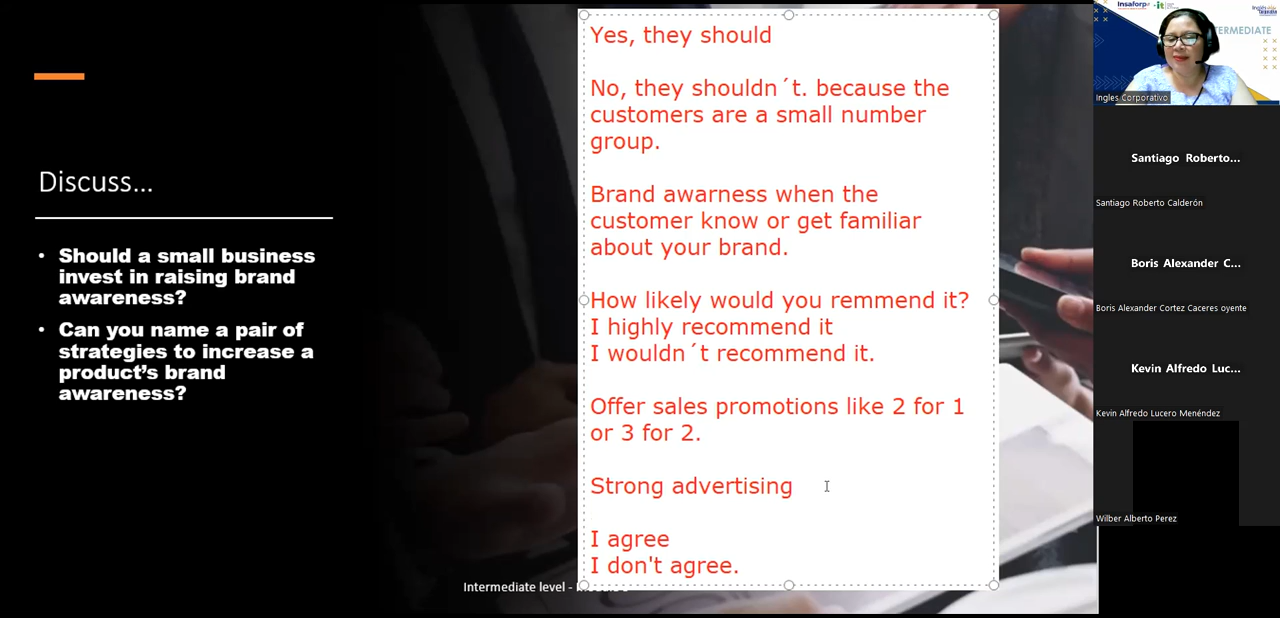 Discuss...
• Should a small business
invest in raising brand
awareness?
• Can you name a pair of
strategies to increase a
product's brand
awareness?
Yes, they should
No, they shouldn´t. because the
customers are a small number
group.
Brand awarness when the
customer know or get familiar
about your brand.
How likely would you remmend it?
I highly recommend it
I wouldn´t recommend it.
Offer sales promotions like 2 for 1
or 3 for 2.
Strong advertising
I agree
I don't agree.
Intermediate level -
Insaforp
Ingles Corporativo
Santiago Roberto...
Santiago Roberto Calderón
Boris Alexander C...
Boris Alexander Cortez Caceres oyente
Kevin Alfredo Luc...
Kevin Alfredo Lucero Menéndez
Wilber Alberto Perez